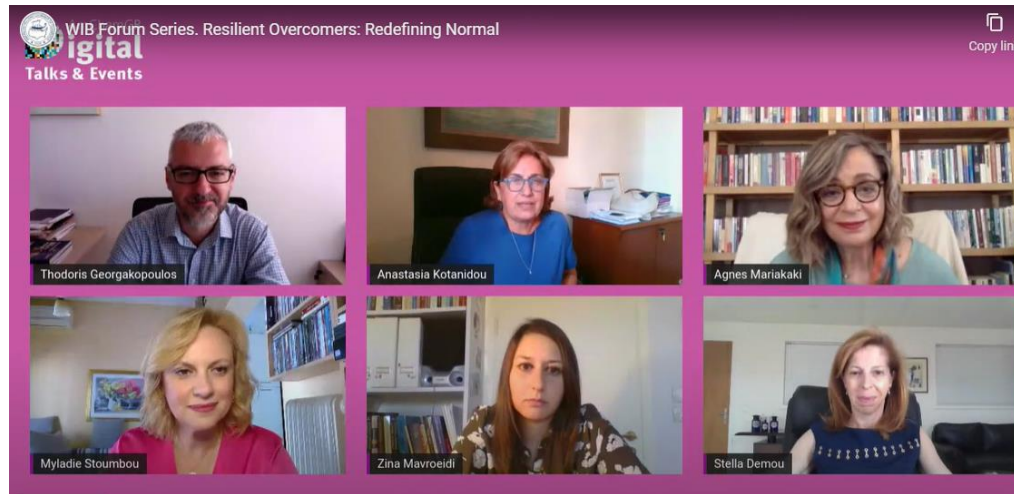 WIB Forum Series. Resilient Overcomers: Redefining Normal
Copy lin
Digital
Talks & Events
Thodoris Georgakopoulos
Anastasia Kotanidou
Agnes Mariakaki
Myladie Stoumbou
Zina Mavroeidi
Stella Demou